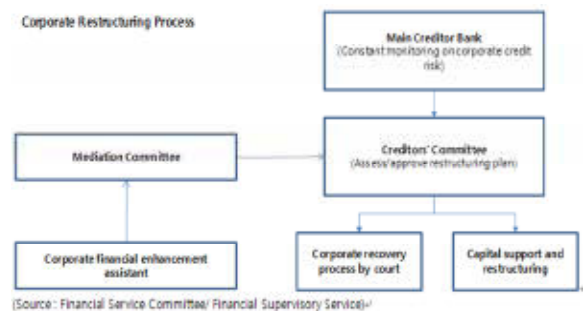 Corporate Restructuring Process
Main Creditor Bank
(Constant monitoring on corporate credit
risk)
Mediation Committee
Creditors' Committee
(Assess/approve restructuring plan)
Corporate financial enhancement
assistant
Corporate recovery
process by court
Capital support and
restructuring
(Source : Financial Service Committee/ Financial Supervisory Service)↵